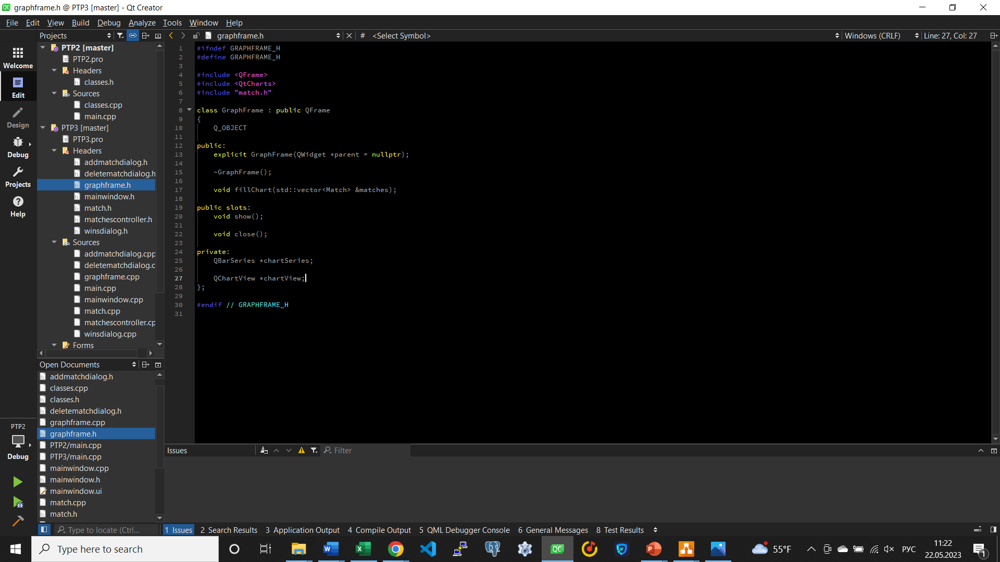 graphframe.h @ PTP3 [master] - Qt Creator
File Edit View Build Debug Analyze Tools Window Help
Projects
graphframe.h
# <Select Symbol>
Windows (CRLF)
Line: 27, Col: 27
Welcome
Edit
Design
Debug
Projects
Help
PTP2
Debug
PTP2 [master]
PTP2.pro
Headers
classes.h
Sources
classes.cpp
main.cpp
PTP3 [master]
PTP3.pro
Headers
addmatchdialog.h
deletematchdialog.h
graphframe.h
mainwindow.h
match.h
matchescontroller.h
winsdialog.h
Sources
addmatchdialog.cpp
deletematchdialog.c
graphframe.cpp
main.cpp
mainwindow.cpp
match.cpp
matchescontroller.cp
winsdialog.cpp
Forms
Open Documents
addmatchdialog.h
classes.cpp
classes.h
deletematchdialog.h
graphframe.cpp
graphframe.h
PTP2/main.cpp
PTP3/main.cpp
mainwindow.cpp
mainwindow.h
mainwindow.ui
match.cpp
match.h
1 #ifndef GRAPHFRAME_H
2 #define GRAPHFRAME_H
3
4 #include <QFrame>
5 #include <QtCharts>
6 #include "match.h"
7
8 class GraphFrame : public QFrame
9 {
10 Q_OBJECT
11
12 public:
13 explicit GraphFrame(QWidget *parent = nullptr);
14
15 ~GraphFrame();
16
17 void fillChart(std::vector<Match> &matches);
18
19 public slots:
20 void show();
21
22 void close();
23
24 private:
25 QBarSeries *chartSeries;
26
27 QChartView *chartView;
28 };
29
30 #endif // GRAPHFRAME_H
31
Issues
Filter
Type to locate (Ctrl...
1 Issues 2 Search Results 3 Application Output 4 Compile Output 5 QML Debugger Console 6 General Messages 8 Test Results
Type here to search
55°F
РУС
11:22
22.05.2023
1